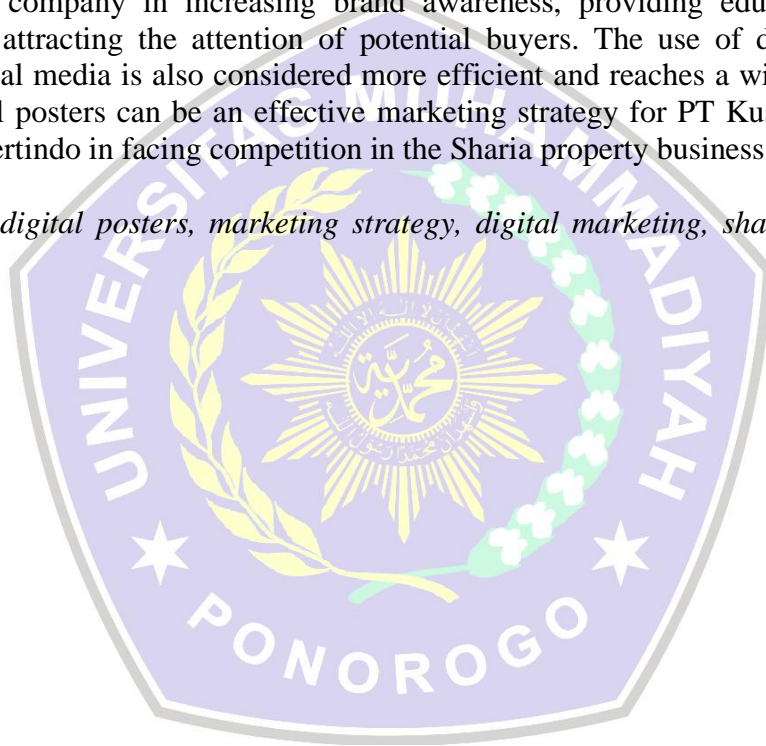 company in increasing brand awareness, providing edu
attracting the attention of potential buyers. The use of d
al media is also considered more efficient and reaches a wi
l posters can be an effective marketing strategy for PT Kus
ertindo in facing competition in the Sharia property business
digital posters, marketing strategy, digital marketing, sha
UNIVERSITAS MUHAMMADIYAH
محمدية
PONOROGO